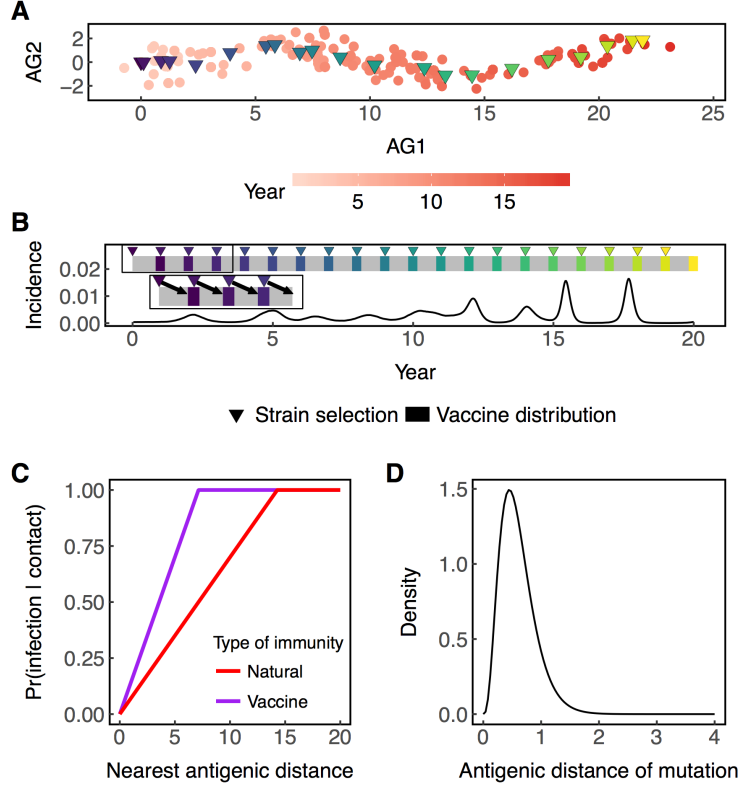 A
AG2
2
0
−2
0 5 10 15 20 25
AG1
Year
5 10 15
B
Incidence
0.02
0.01
0.00
0 5 10 15 20
Year
Strain selection Vaccine distribution
C
Pr(infection | contact)
1.00
0.75
0.50
0.25
0.00
Type of immunity
Natural
Vaccine
0 5 10 15 20
Nearest antigenic distance
D
Density
1.5
1.0
0.5
0.0
0 1 2 3 4
Antigenic distance of mutation